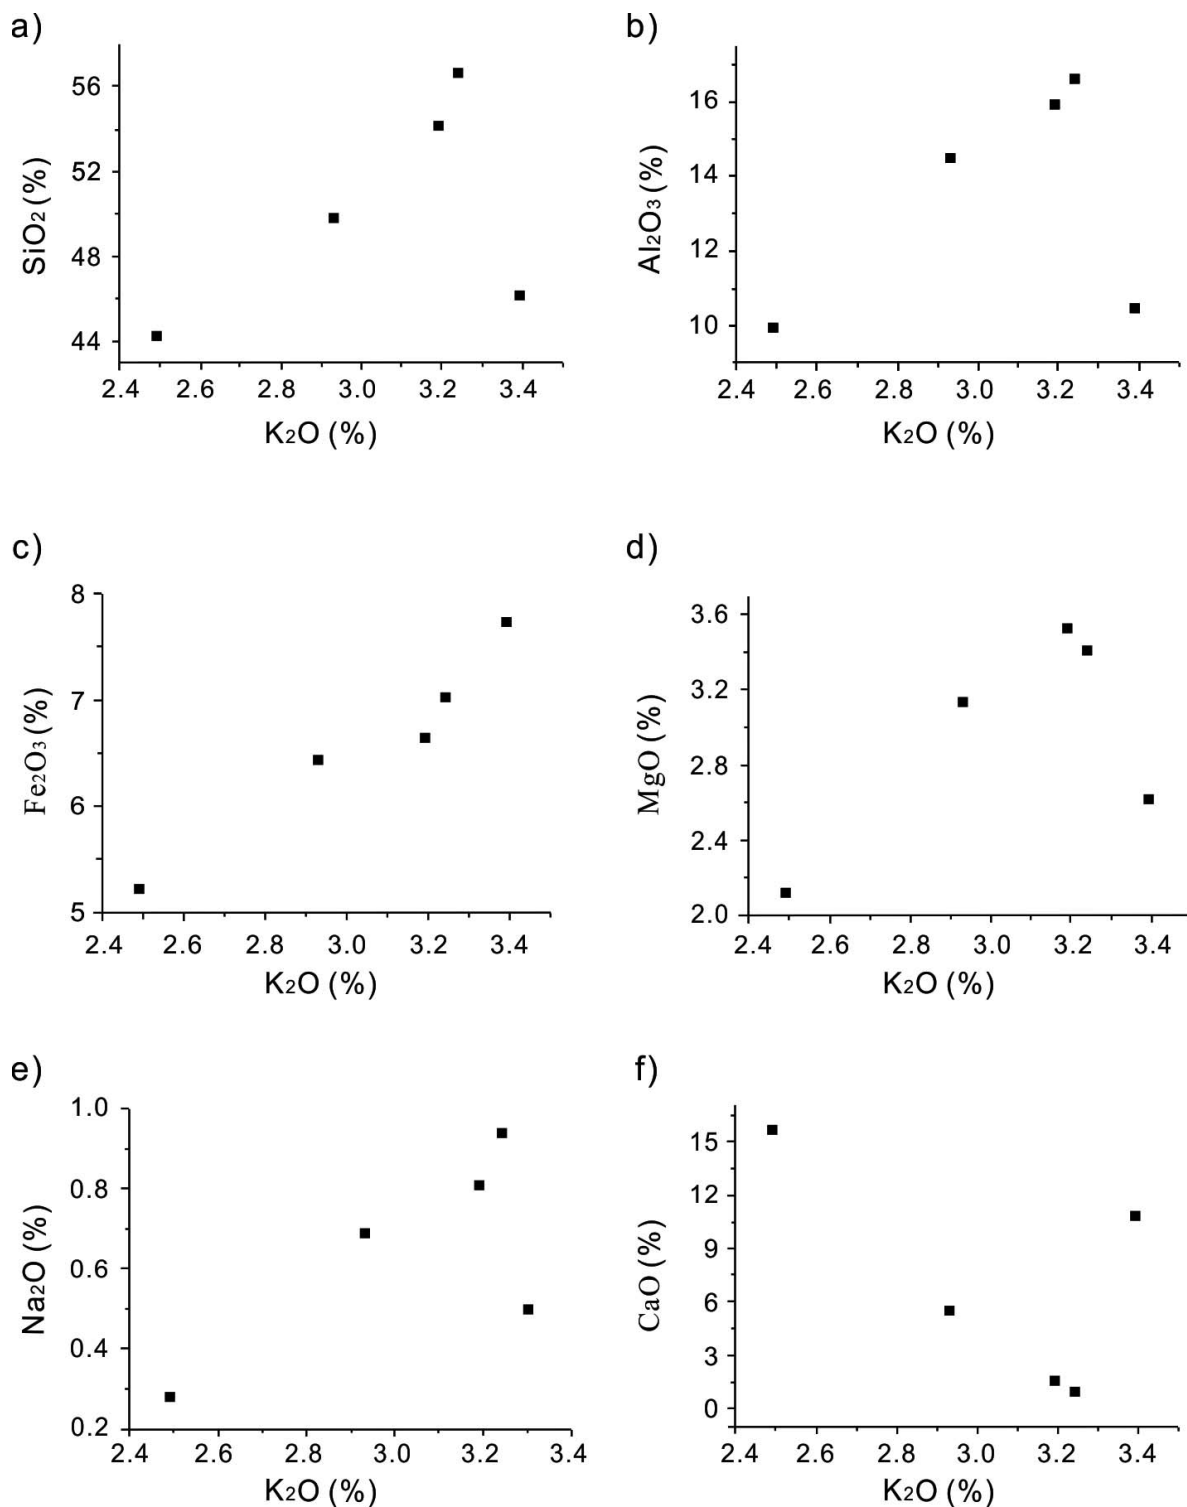 a)
56
52
48
44
SiO2 (%)
2.4 2.6 2.8 3.0 3.2 3.4
K2O (%)
b)
16
14
12
10
Al2O3 (%)
2.4 2.6 2.8 3.0 3.2 3.4
K2O (%)
c)
8
7
6
5
Fe2O3 (%)
2.4 2.6 2.8 3.0 3.2 3.4
K2O (%)
d)
3.6
3.2
2.8
2.4
2.0
MgO (%)
2.4 2.6 2.8 3.0 3.2 3.4
K2O (%)
e)
1.0
0.8
0.6
0.4
0.2
Na2O (%)
2.4 2.6 2.8 3.0 3.2 3.4
K2O (%)
f)
15
12
9
6
3
0
CaO (%)
2.4 2.6 2.8 3.0 3.2 3.4
K2O (%)